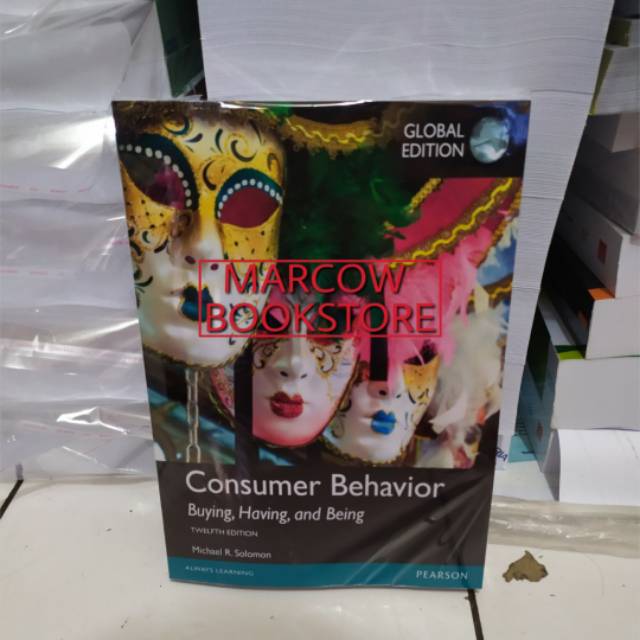 GLOBAL
EDITION
MARCOW
BOOKSTORE
Consumer Behavior
Buying, Having, and Being
TWELFTH EDITION
Michael R. Solomon
ALWAYS LEARNING
PEARSON